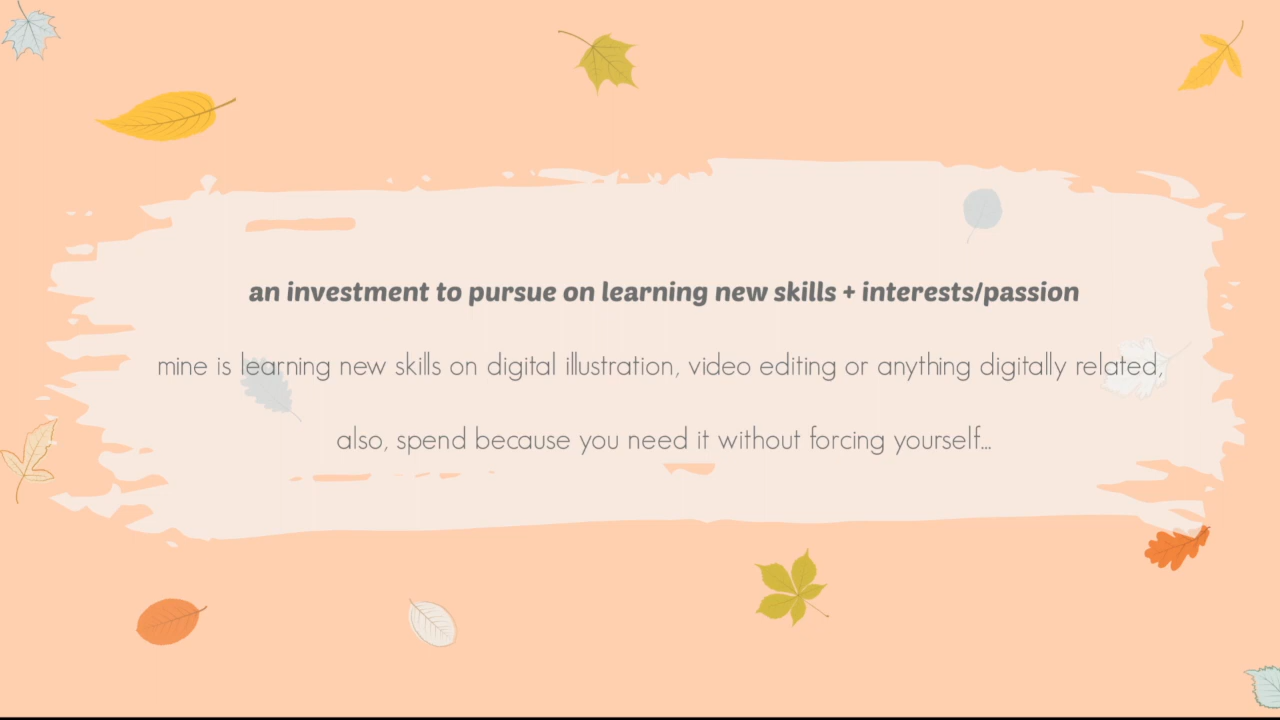 an investment to pursue on learning new skills + interests/passion
mine is learning new skills on digital illustration, video editing or anything digitally related,
also, spend because you need it without forcing yourself...